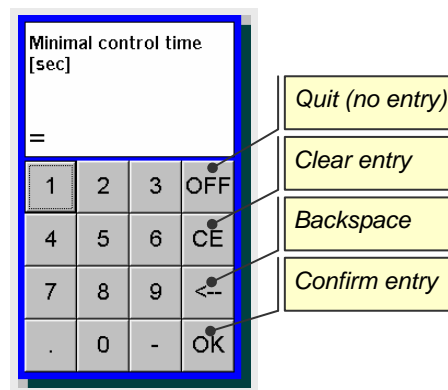 Minimal control time
[sec]
=
1 2 3 OFF
4 5 6 CE
7 8 9 <--
. 0 - OK
Quit (no entry)
Clear entry
Backspace
Confirm entry